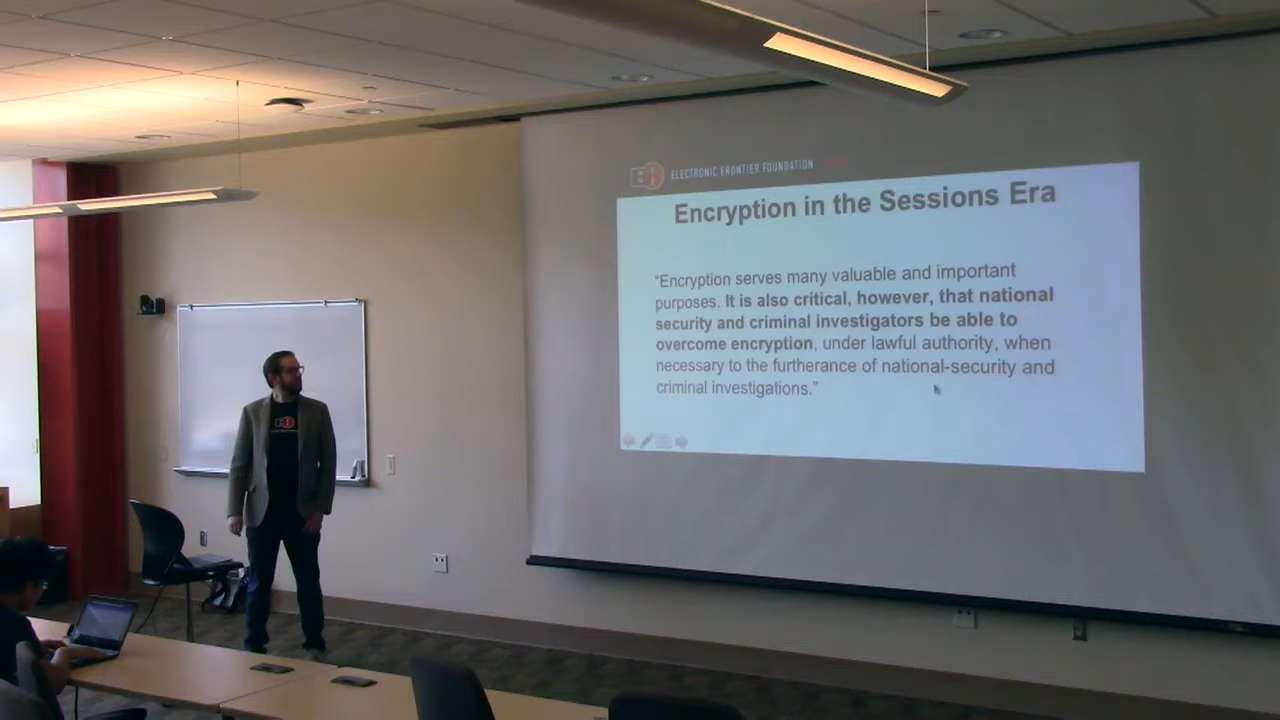 ELECTRONIC FRONTIER FOUNDATION
Encryption in the Sessions Era
“Encryption serves many valuable and important
purposes. It is also critical, however, that national
security and criminal investigators be able to
overcome encryption, under lawful authority, when
necessary to the furtherance of national-security and
criminal investigations.”